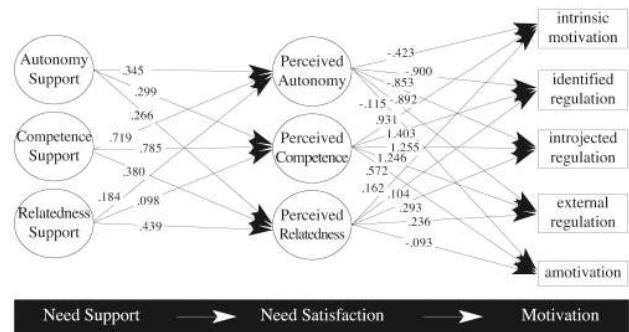 Autonomy
Support
Competence
Support
Relatedness
Support
.345
.299
.266
.719
.785
.380
.184
.098
.439
Perceived
Autonomy
Perceived
Competence
Perceived
Relatedness
-.423
-.900
-.853
-.892
-.115
.931
1.403
1.255
1.246
.572
.162
.104
.293
.236
-.093
intrinsic
motivation
identified
regulation
introjected
regulation
external
regulation
amotivation
Need Support
Need Satisfaction
Motivation